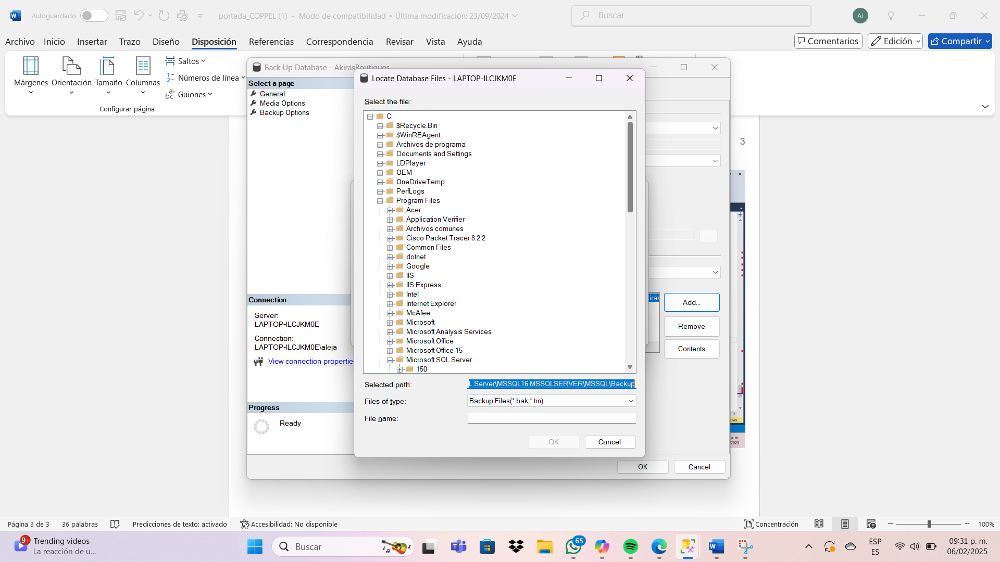 Autoguardado
portada_COPPEL (1) - Modo de compatibilidad • Última modificación: 23/09/2024
Buscar
AI
Archivo Inicio Insertar Trazo Diseño Disposición Referencias Correspondencia Revisar Vista Ayuda
Comentarios Edición Compartir
Márgenes Orientación Tamaño Columnas
Saltos
Números de línea
Guiones
Configurar página
Back Up Database - AkirasBoutiques
Select a page
General
Media Options
Backup Options
Connection
Server:
LAPTOP-ILCJKM0E
Connection:
LAPTOP-ILCJKM0E\aleja
View connection properties
Progress
Ready
Locate Database Files - LAPTOP-ILCJKM0E
Select the file:
C:
$Recycle.Bin
$WinREAgent
Archivos de programa
Documents and Settings
LDPlayer
OEM
OneDriveTemp
PerfLogs
Program Files
Acer
Application Verifier
Archivos comunes
Cisco Packet Tracer 8.2.2
Common Files
dotnet
Google
IIS
IIS Express
Intel
Internet Explorer
McAfee
Microsoft
Microsoft Analysis Services
Microsoft Office
Microsoft Office 15
Microsoft SQL Server
150
Selected path: L Server\MSSQL16.MSSQLSERVER\MSSQL\Backup
Files of type: Backup Files(*.bak;*.trn)
File name:
OK Cancel
...
Add...
Remove
Contents
OK Cancel
3
p. m.
2025
Página 3 de 3 36 palabras Predicciones de texto: activado Accesibilidad: No disponible
Concentración 100%
9+
Trending videos
La reacción de u...
Buscar
65
ESP
ES
09:31 p. m.
06/02/2025